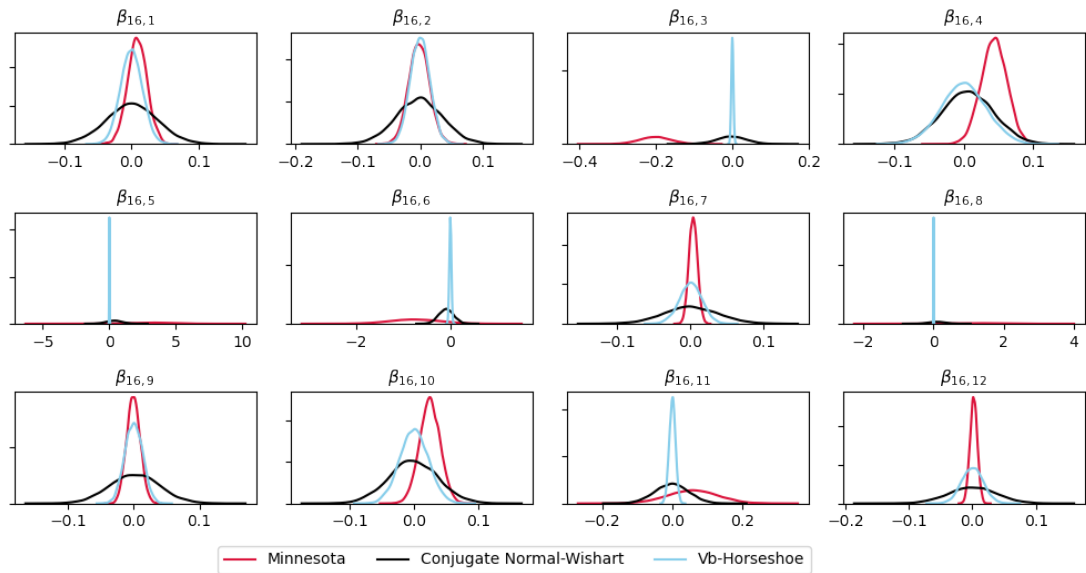 β16,1 β16,2 β16,3 β16,4
−0.1 0.0 0.1 −0.2 −0.1 0.0 0.1 −0.4 −0.2 0.0 0.2 −0.1 0.0 0.1
β16,5 β16,6 β16,7 β16,8
−5 0 5 10 −2 0 −0.1 0.0 0.1 −2 0 2 4
β16,9 β16,10 β16,11 β16,12
−0.1 0.0 0.1 −0.1 0.0 0.1 −0.2 0.0 0.2 −0.2 −0.1 0.0 0.1
Minnesota Conjugate Normal-Wishart Vb-Horseshoe